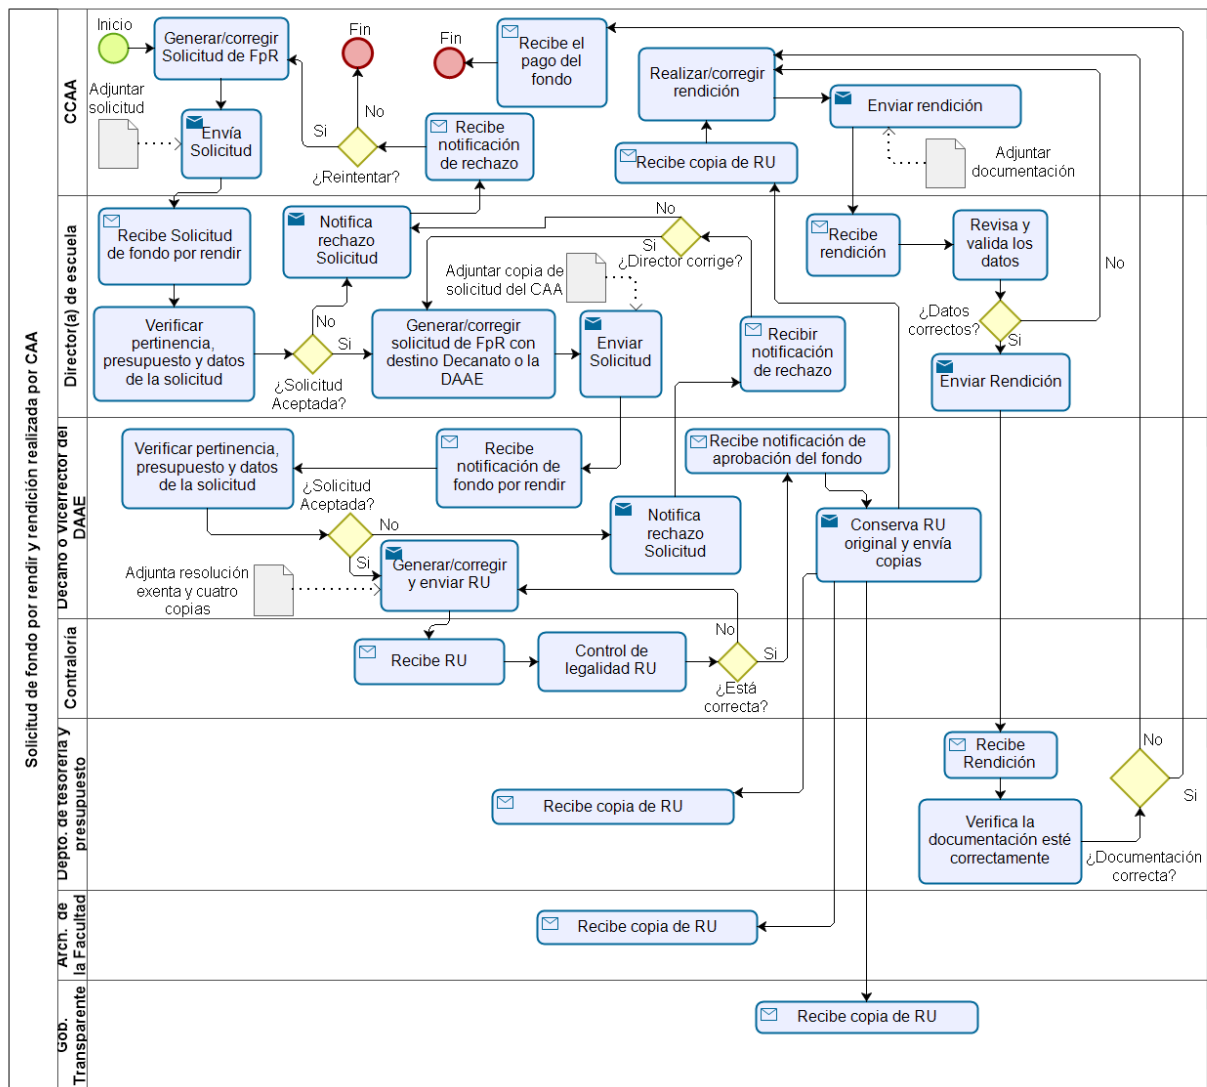 Solicitud de fondo por rendir y rendición realizada por CAA
CCAA
Inicio
Generar/corregir
Solicitud de FpR
Fin
Fin
Recibe el
pago del
fondo
Realizar/corregir
rendición
Enviar rendición
Adjuntar
solicitud
Envía
Solicitud
Si
No
¿Reintentar?
Recibe
notificación
de rechazo
Recibe copia de RU
Adjuntar
documentación
Director(a) de escuela
Recibe Solicitud
de fondo por rendir
Notifica
rechazo
Solicitud
No
Si
¿Director corrige?
Adjuntar copia de
solicitud del CAA
Recibe
rendición
Revisa y
valida los
datos
No
¿Datos
correctos?
Si
Verificar
pertinencia,
presupuesto y datos
de la solicitud
No
Si
¿Solicitud
Aceptada?
Generar/corregir
solicitud de FpR con
destino Decanato o la
DAAE
Enviar
Solicitud
Recibir
notificación
de rechazo
Enviar Rendición
Decano o Vicerrector del
DAAE
Verificar pertinencia,
presupuesto y datos
de la solicitud
Recibe
notificación de
fondo por rendir
Recibe notificación de
aprobación del fondo
¿Solicitud
Aceptada?
No
Si
Notifica
rechazo
Solicitud
Conserva RU
original y envía
copias
Generar/corregir
y enviar RU
Adjunta resolución
exenta y cuatro
copias
Contraloría
Recibe RU
Control de
legalidad RU
No
Si
¿Está
correcta?
Depto. de tesorería y
presupuesto
Recibe copia de RU
Recibe
Rendición
Verifica la
documentación esté
correctamente
No
Si
¿Documentación
correcta?
Arch. de
la Facultad
Recibe copia de RU
Gob.
Transparente
Recibe copia de RU